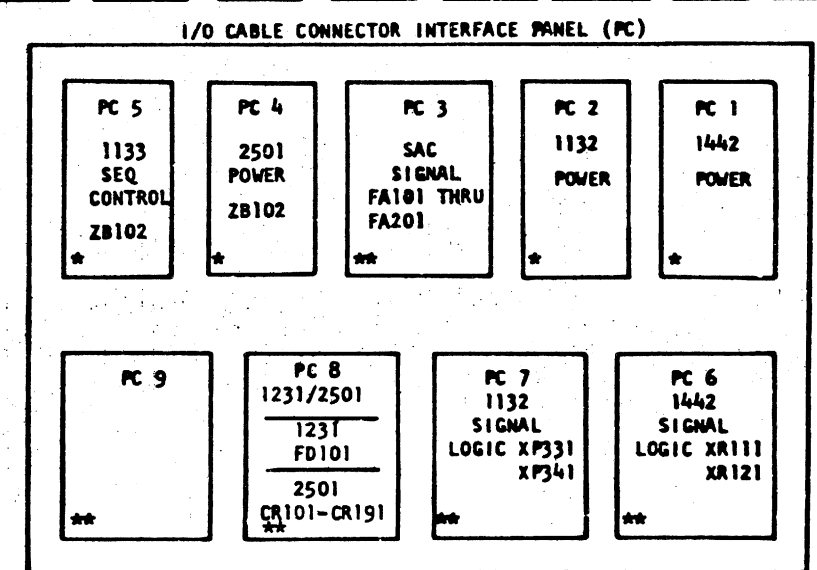 I/O CABLE CONNECTOR INTERFACE PANEL (PC)
PC 5
1133
SEQ
CONTROL
ZB102
*
PC 4
2501
POWER
ZB102
*
PC 3
SAC
SIGNAL
FA101 THRU
FA201
**
PC 2
1132
POWER
*
PC 1
1442
POWER
*
PC 9
**
PC 8
1231/2501
1231
FD101
2501
CR101-CR191
**
PC 7
1132
SIGNAL
LOGIC XP331
XP341
**
PC 6
1442
SIGNAL
LOGIC XR111
XR121
**